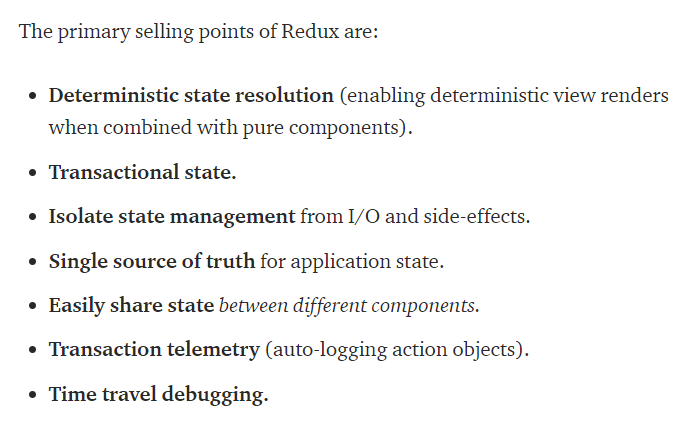 The primary selling points of Redux are:
• Deterministic state resolution (enabling deterministic view renders
when combined with pure components).
• Transactional state.
• Isolate state management from I/O and side-effects.
• Single source of truth for application state.
• Easily share state between different components.
• Transaction telemetry (auto-logging action objects).
• Time travel debugging.